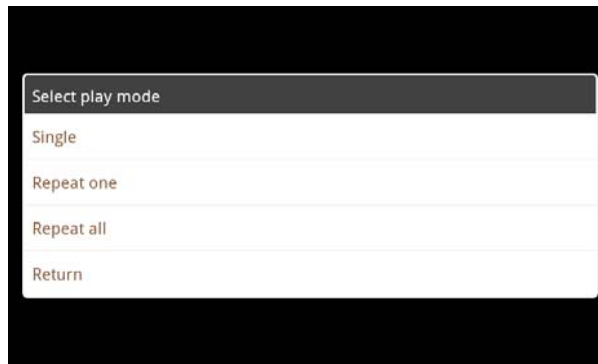 Select play mode
Single
Repeat one
Repeat all
Return